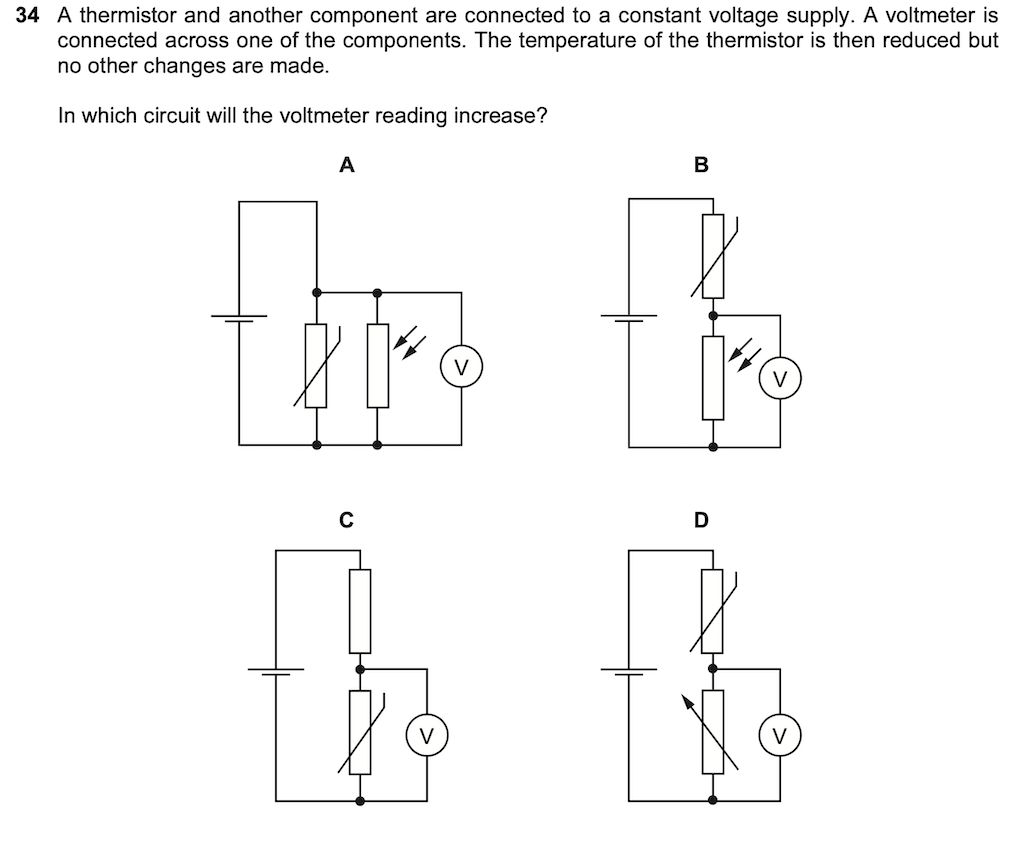 34 A thermistor and another component are connected to a constant voltage supply. A voltmeter is
connected across one of the components. The temperature of the thermistor is then reduced but
no other changes are made.
In which circuit will the voltmeter reading increase?
A
B
V
V
C
D
V
V